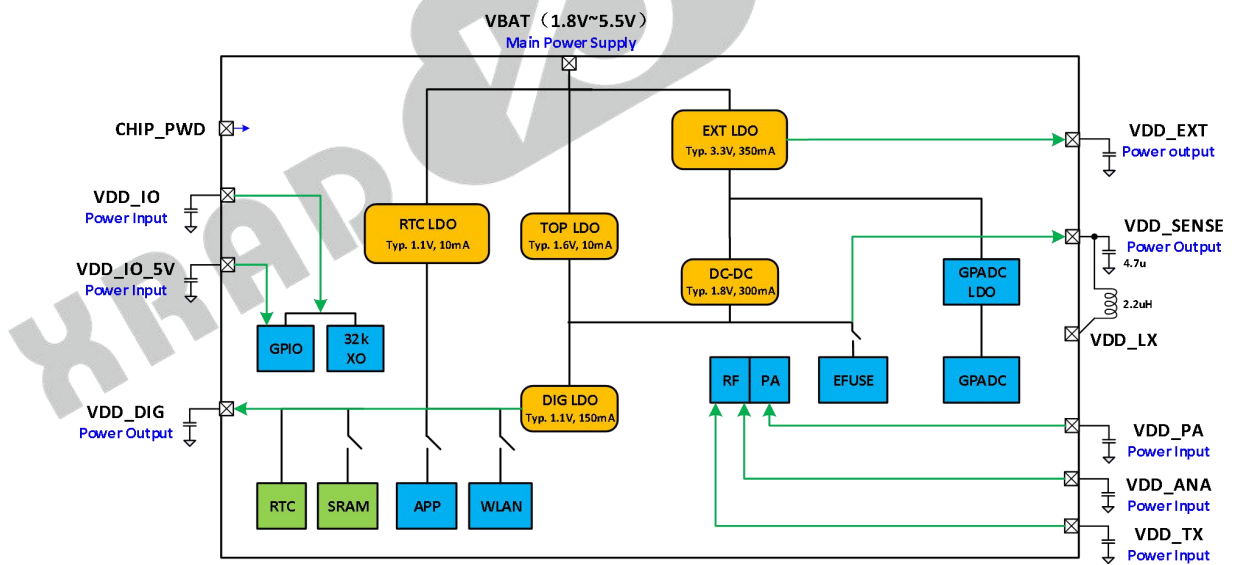 VBAT（1.8V~5.5V）
Main Power Supply
CHIP_PWD
EXT LDO
Typ. 3.3V, 350mA
VDD_EXT
Power output
VDD_IO
Power Input
RTC LDO
Typ. 1.1V, 10mA
TOP LDO
Typ. 1.6V, 10mA
VDD_SENSE
Power Output
4.7u
VDD_IO_5V
Power Input
DC-DC
Typ. 1.8V, 300mA
GPADC
LDO
2.2uH
VDD_LX
GPIO
32k
XO
RF
PA
EFUSE
GPADC
VDD_DIG
Power Output
DIG LDO
Typ. 1.1V, 150mA
VDD_PA
Power Input
RTC
SRAM
APP
WLAN
VDD_ANA
Power Input
VDD_TX
Power Input
XRAD